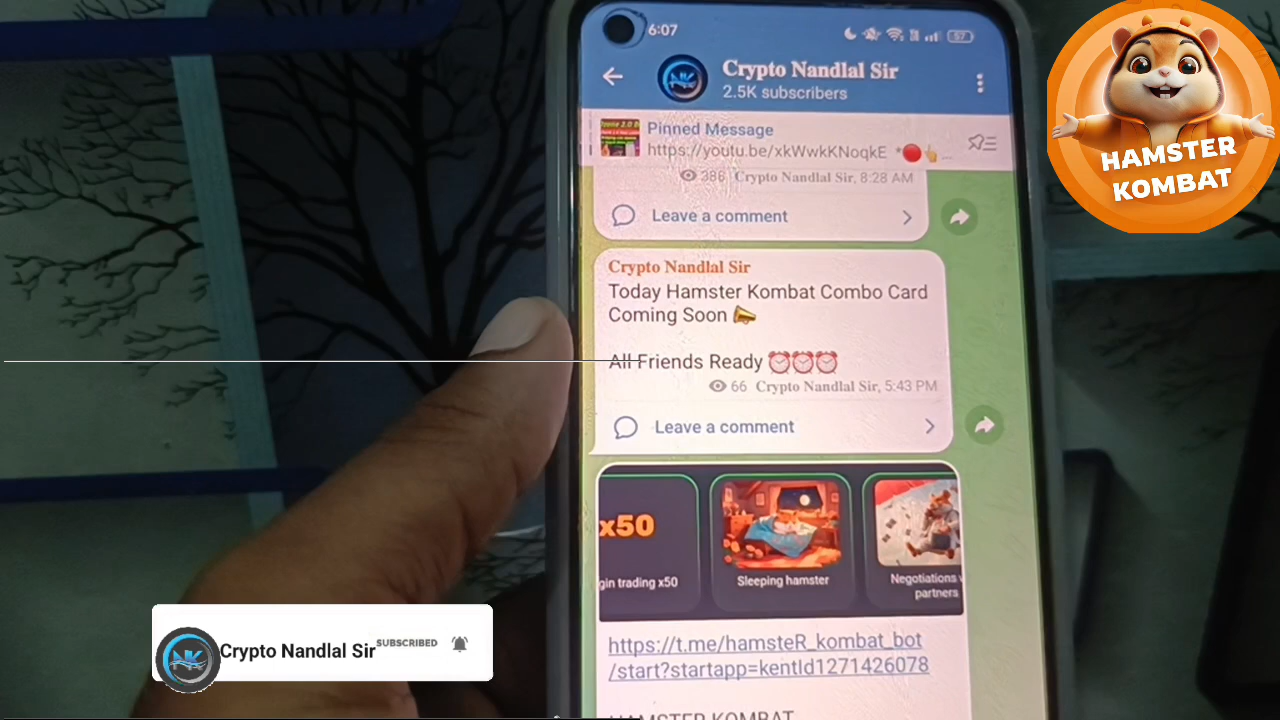 6:07
57
Crypto Nandlal Sir
2.5K subscribers
Pinned Message
https://youtu.be/xkWwkKNoqkE *🔴👆...
386 Crypto Nandlal Sir, 8:28 AM
Leave a comment
Crypto Nandlal Sir
Today Hamster Kombat Combo Card
Coming Soon 📣
All Friends Ready ⏰⏰⏰
66 Crypto Nandlal Sir, 5:43 PM
Leave a comment
x50
gin trading x50
Sleeping hamster
Negotiations
partners
https://t.me/hamsteR_kombat_bot
/start?startapp=kentId1271426078
HAMSTER KOMBAT
HAMSTER
KOMBAT
Crypto Nandlal Sir SUBSCRIBED